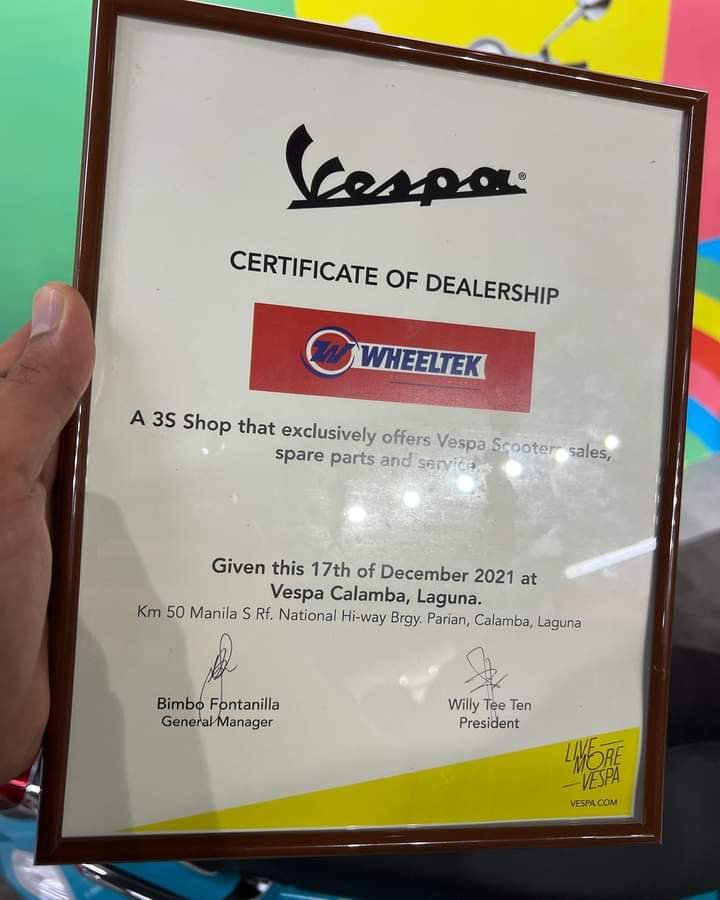 Vespa®
CERTIFICATE OF DEALERSHIP
W WHEELTEK
A 3S Shop that exclusively offers Vespa Scooters sales,
spare parts and service.
Given this 17th of December 2021 at
Vespa Calamba, Laguna.
Km 50 Manila S Rf. National Hi-way Brgy. Parian, Calamba, Laguna
Bimbo Fontanilla
General Manager
Willy Tee Ten
President
LIVE
MORE
VESPA
VESPA.COM